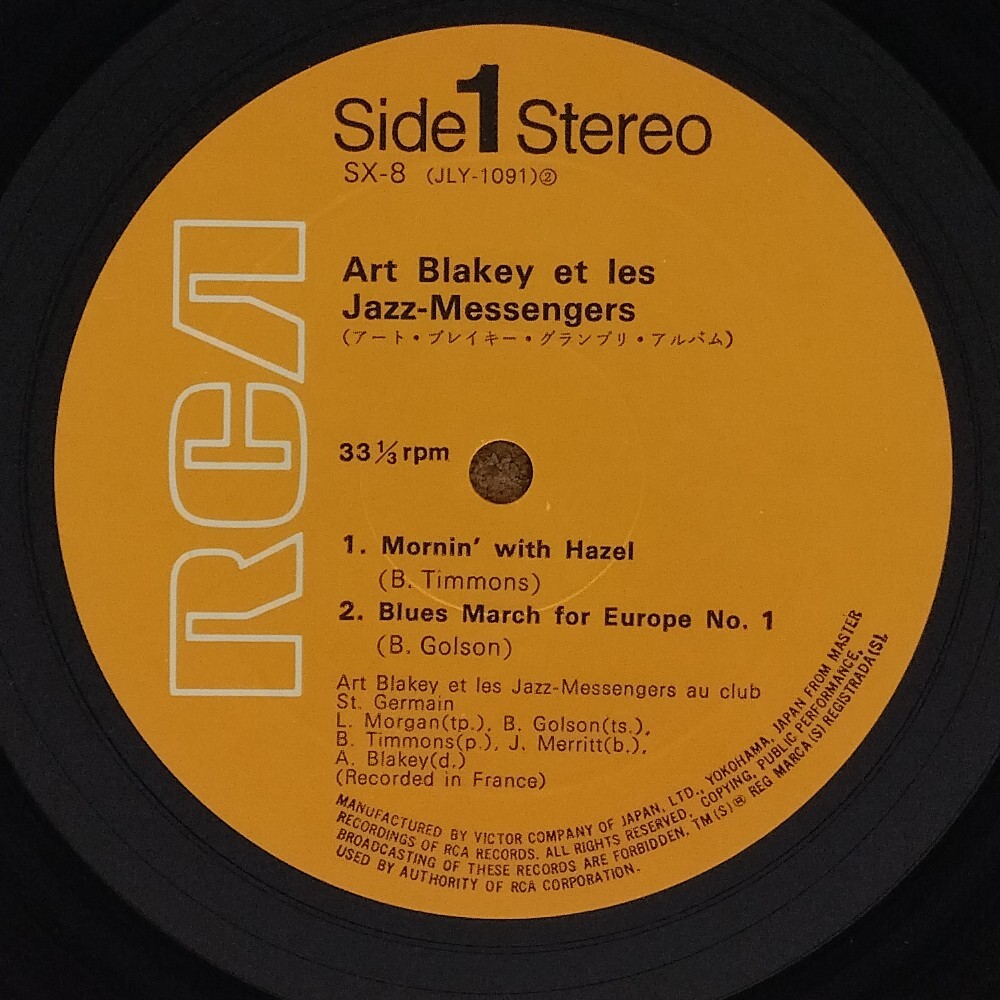 Side 1 Stereo
SX-8 (JLY-1091)②
RCA
Art Blakey et les
Jazz-Messengers
(アート・ブレイキー・グランプリ・アルバム)
33 ⅓ rpm
1. Mornin' with Hazel
(B. Timmons)
2. Blues March for Europe No. 1
(B. Golson)
Art Blakey et les Jazz-Messengers au club
St. Germain
L. Morgan(tp.), B. Golson(ts.),
B. Timmons(p.), J. Merritt(b.),
A. Blakey(d.)
(Recorded in France)
MANUFACTURED BY VICTOR COMPANY OF JAPAN, LTD., YOKOHAMA, JAPAN FROM MASTER
RECORDINGS OF RCA RECORDS. ALL RIGHTS RESERVED, COPYING, PUBLIC PERFORMANCE,
BROADCASTING OF THESE RECORDS ARE FORBIDDEN. TM(S)® REG MARCA(S) REGISTRADA(S).
USED BY AUTHORITY OF RCA CORPORATION.